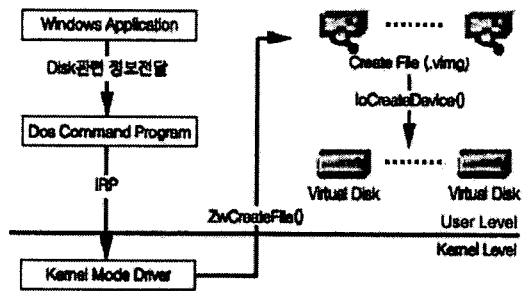 Windows Application
Disk관련 정보전달
Dos Command Program
IRP
Create File (.vimg)
IoCreateDevice()
Virtual Disk
Virtual Disk
ZwCreateFile()
User Level
Kernel Level
Kernel Mode Driver